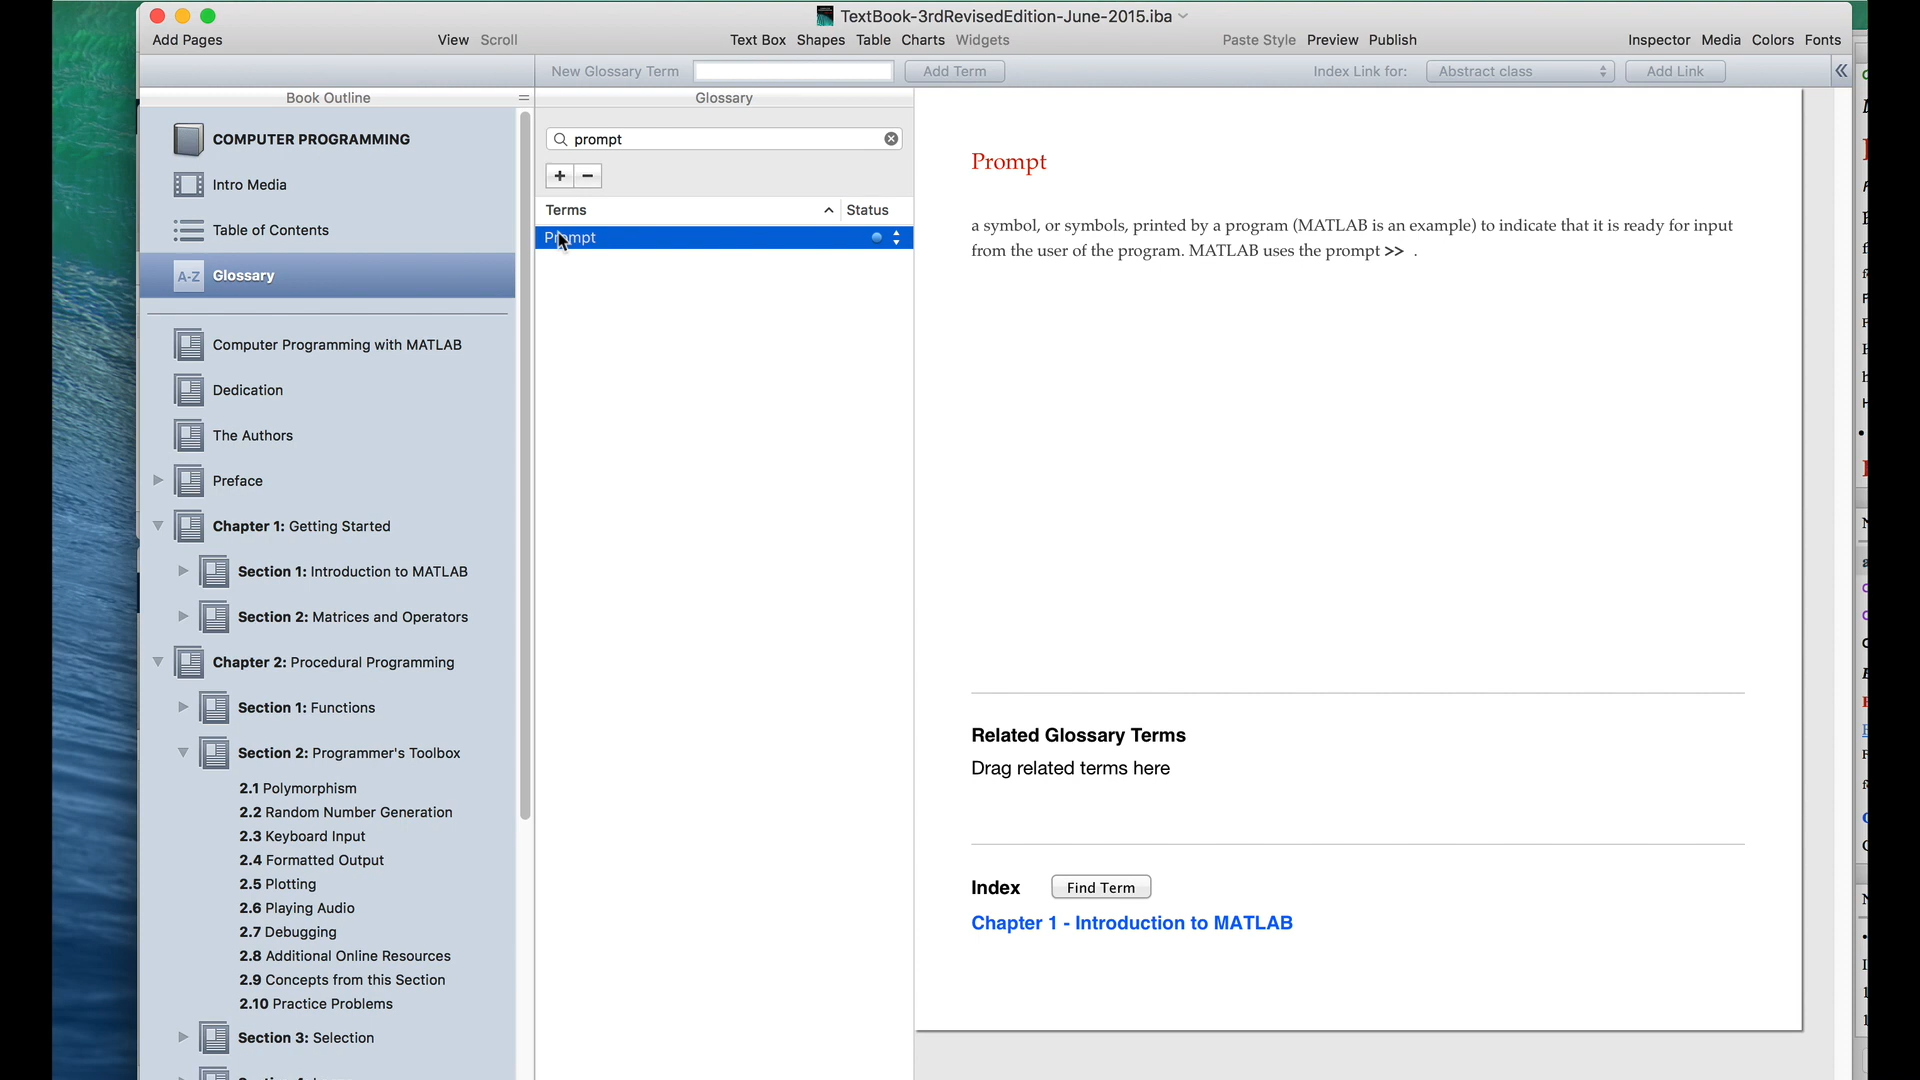 TextBook-3rdRevisedEdition-June-2015.iba
Add Pages View Scroll Text Box Shapes Table Charts Widgets Paste Style Preview Publish Inspector Media Colors Fonts
New Glossary Term Add Term Index Link for: Abstract class Add Link
Book Outline
COMPUTER PROGRAMMING
Intro Media
Table of Contents
A-Z Glossary
Computer Programming with MATLAB
Dedication
The Authors
Preface
Chapter 1: Getting Started
Section 1: Introduction to MATLAB
Section 2: Matrices and Operators
Chapter 2: Procedural Programming
Section 1: Functions
Section 2: Programmer's Toolbox
2.1 Polymorphism
2.2 Random Number Generation
2.3 Keyboard Input
2.4 Formatted Output
2.5 Plotting
2.6 Playing Audio
2.7 Debugging
2.8 Additional Online Resources
2.9 Concepts from this Section
2.10 Practice Problems
Section 3: Selection
Glossary
prompt
Terms Status
Prompt
Prompt
a symbol, or symbols, printed by a program (MATLAB is an example) to indicate that it is ready for input
from the user of the program. MATLAB uses the prompt >> .
Related Glossary Terms
Drag related terms here
Index Find Term
Chapter 1 - Introduction to MATLAB